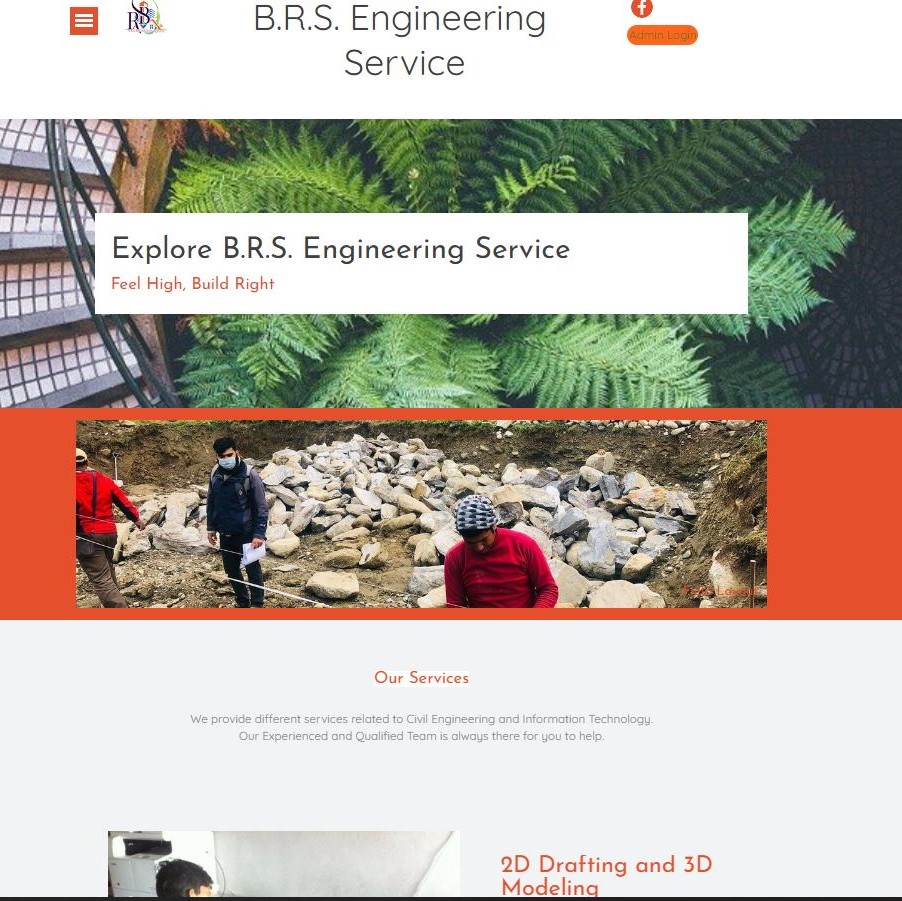 B.R.S. Engineering
Service
Admin Login
Explore B.R.S. Engineering Service
Feel High, Build Right
Our Services
We provide different services related to Civil Engineering and Information Technology.
Our Experienced and Qualified Team is always there for you to help.
2D Drafting and 3D
Modeling